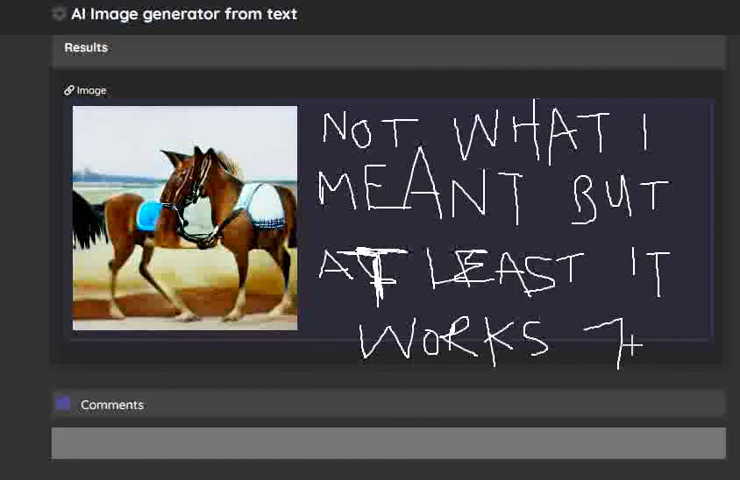 AI Image generator from text
Results
Image
NOT WHAT I
MEANT BUT
AT LEAST IT
WORKS
Comments